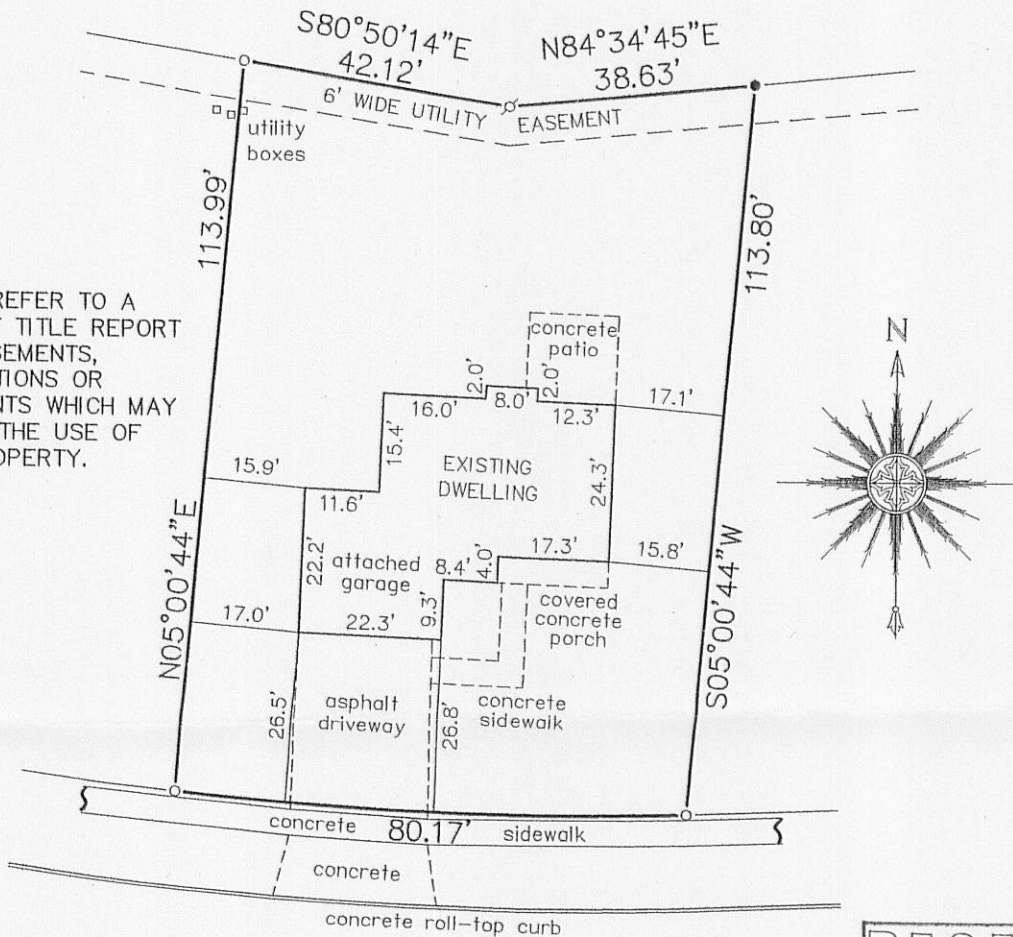 S80°50'14"E
42.12'
N84°34'45"E
38.63'
6' WIDE UTILITY EASEMENT
utility
boxes
113.99'
113.80'
REFER TO A
TITLE REPORT
WHICH MAY
THE USE OF
concrete
patio
N
2.0'
8.0'
2.0'
16.0'
12.3'
17.1'
15.4'
EXISTING
DWELLING
24.3'
15.9'
11.6'
22.2'
attached
garage
8.4'
4.0'
17.3'
15.8'
9.3'
covered
concrete
porch
17.0'
22.3'
N05°00'44"E
S05°00'44"W
26.5'
asphalt
driveway
26.8'
concrete
sidewalk
concrete 80.17' sidewalk
concrete
concrete roll-top curb